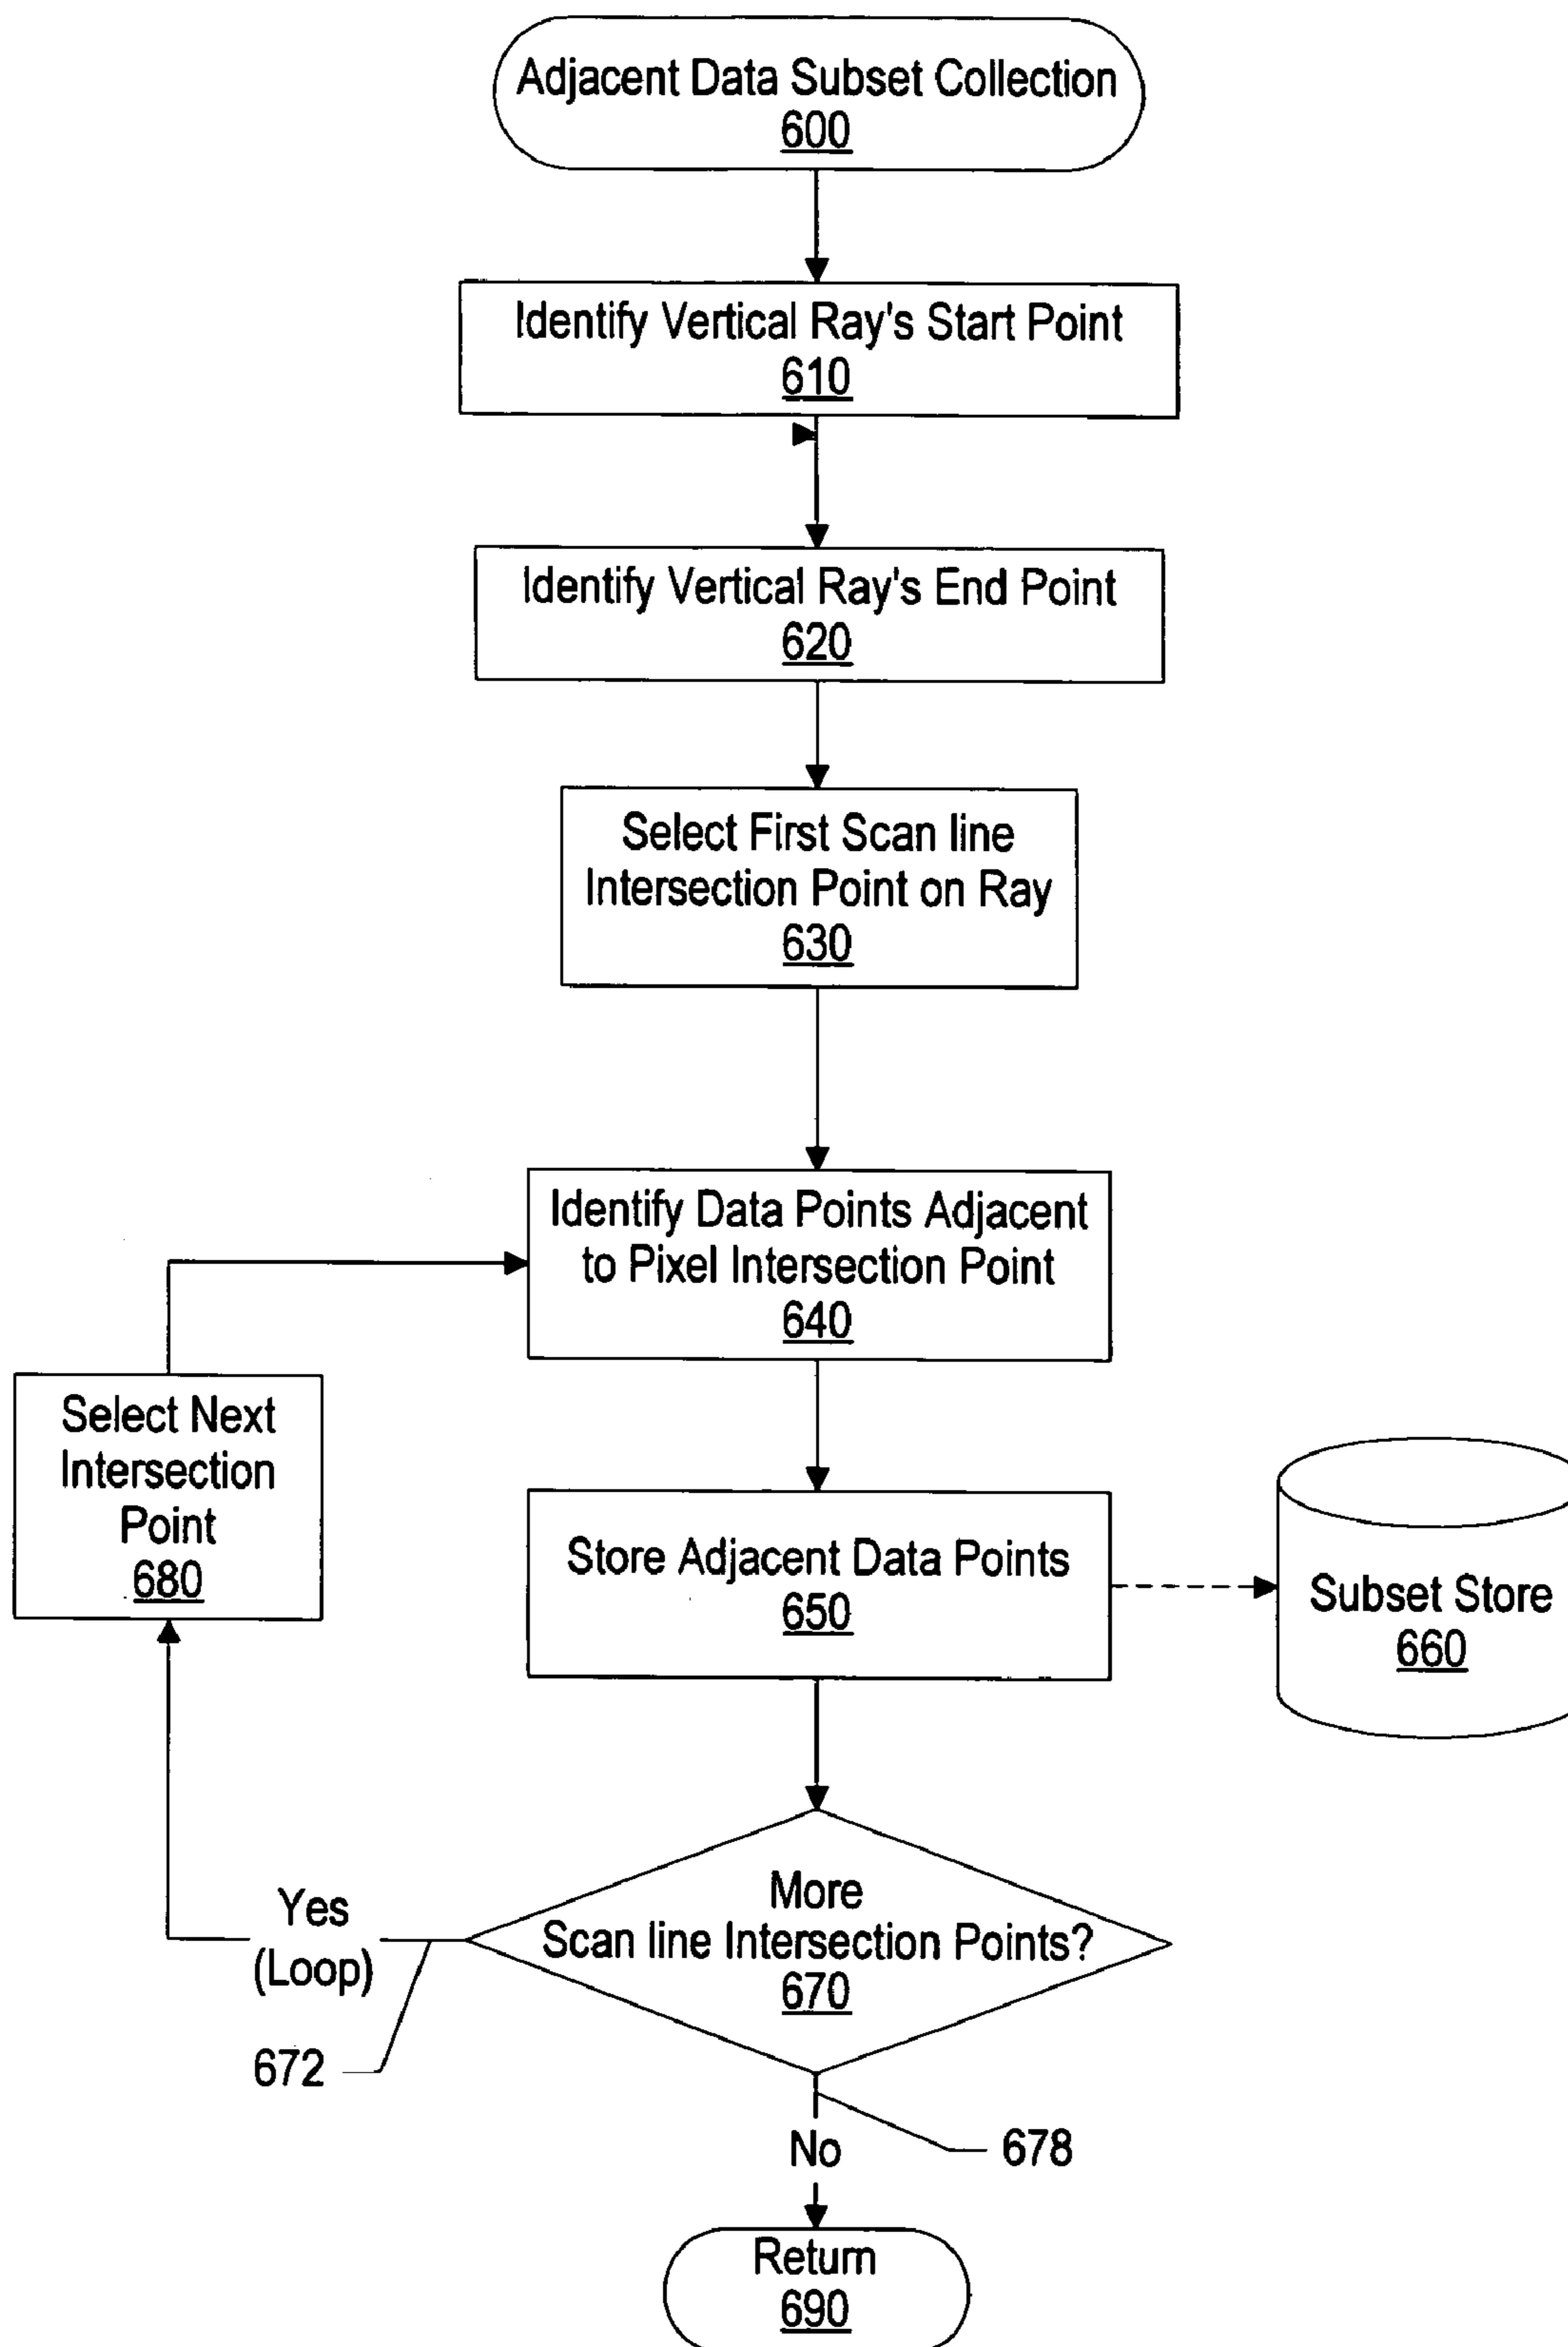 Adjacent Data Subset Collection
600
Identify Vertical Ray's Start Point
610
Identify Vertical Ray's End Point
620
Select First Scan line
Intersection Point on Ray
630
Identify Data Points Adjacent
to Pixel Intersection Point
640
Select Next
Intersection
Point
680
Store Adjacent Data Points
650
Subset Store
660
More
Scan line Intersection Points?
670
Yes
(Loop)
672
No
678
Return
690